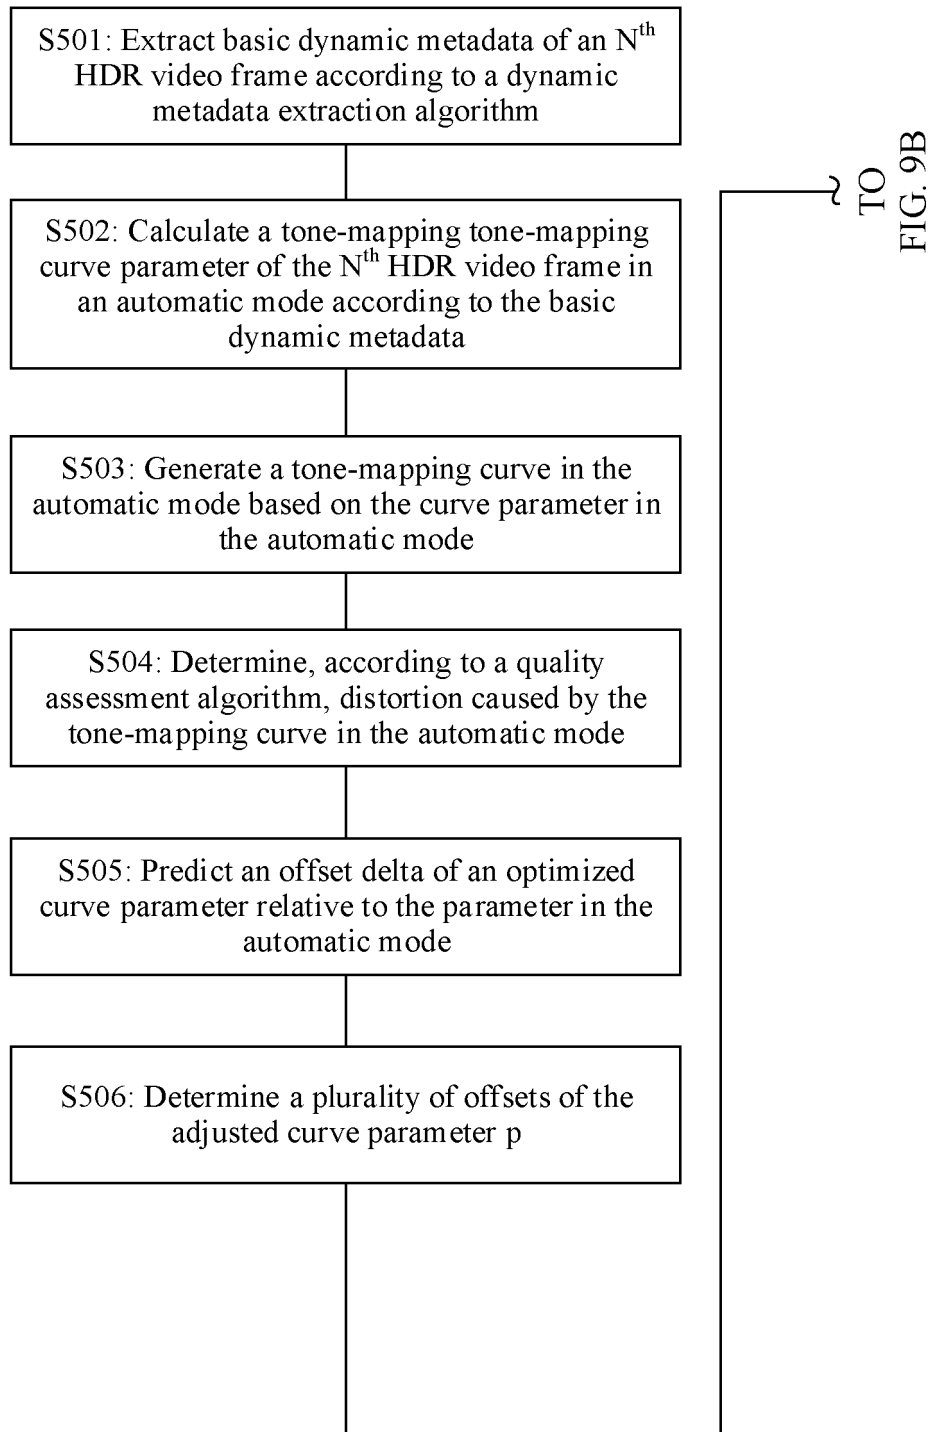 S501: Extract basic dynamic metadata of an Nth
HDR video frame according to a dynamic
metadata extraction algorithm
S502: Calculate a tone-mapping tone-mapping
curve parameter of the Nth HDR video frame in
an automatic mode according to the basic
dynamic metadata
S503: Generate a tone-mapping curve in the
automatic mode based on the curve parameter in
the automatic mode
S504: Determine, according to a quality
assessment algorithm, distortion caused by the
tone-mapping curve in the automatic mode
S505: Predict an offset delta of an optimized
curve parameter relative to the parameter in the
automatic mode
S506: Determine a plurality of offsets of the
adjusted curve parameter p
TO
FIG. 9B